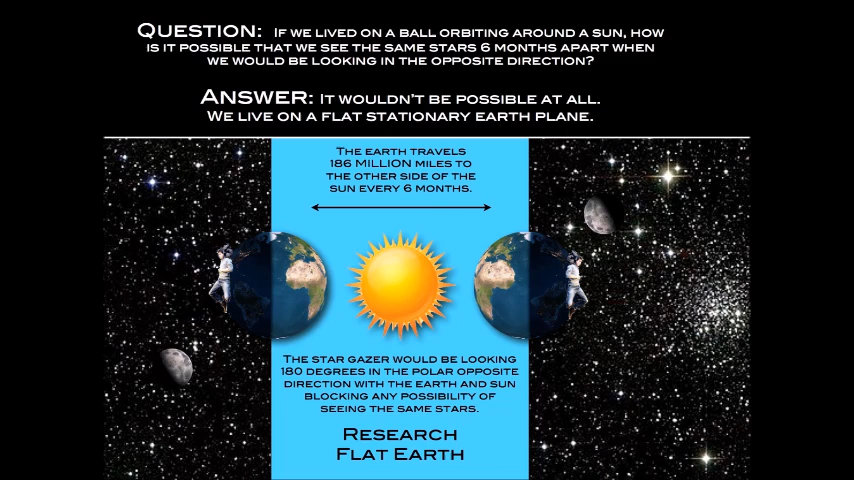 QUESTION: IF WE LIVED ON A BALL ORBITING AROUND A SUN, HOW
IS IT POSSIBLE THAT WE SEE THE SAME STARS 6 MONTHS APART WHEN
WE WOULD BE LOOKING IN THE OPPOSITE DIRECTION?
ANSWER: IT WOULDN'T BE POSSIBLE AT ALL.
WE LIVE ON A FLAT STATIONARY EARTH PLANE.
THE EARTH TRAVELS
186 MILLION MILES TO
THE OTHER SIDE OF THE
SUN EVERY 6 MONTHS.
THE STAR GAZER WOULD BE LOOKING
180 DEGREES IN THE POLAR OPPOSITE
DIRECTION WITH THE EARTH AND SUN
BLOCKING ANY POSSIBILITY OF
SEEING THE SAME STARS.
RESEARCH
FLAT EARTH